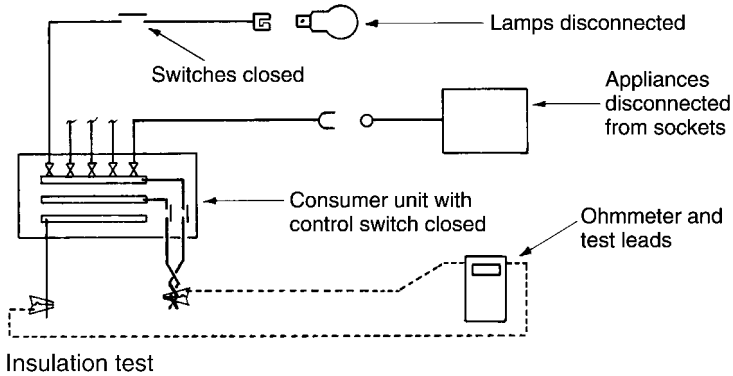 Lamps disconnected
Switches closed
Appliances
disconnected
from sockets
Consumer unit with
control switch closed
Ohmmeter and
test leads
Insulation test